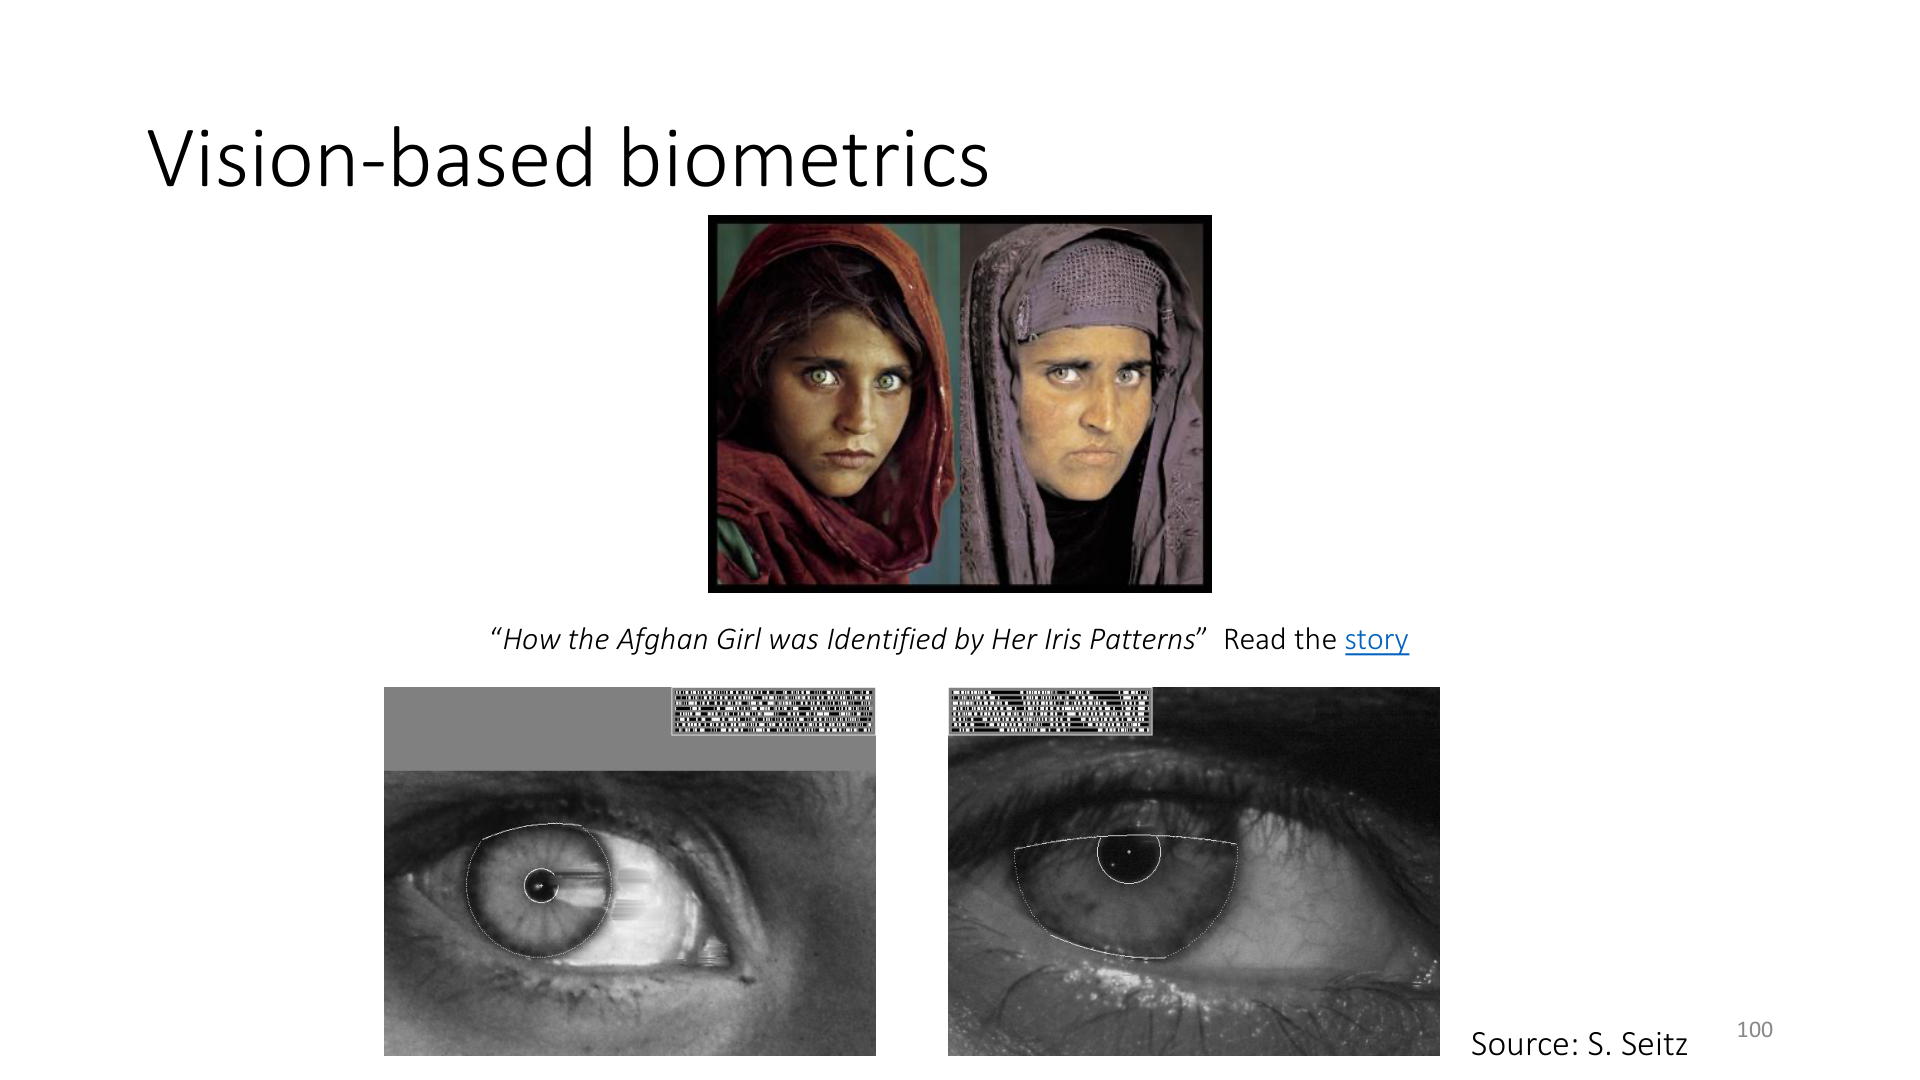 Vision-based biometrics
“How the Afghan Girl was Identified by Her Iris Patterns”  Read the story
Source: S. Seitz
100